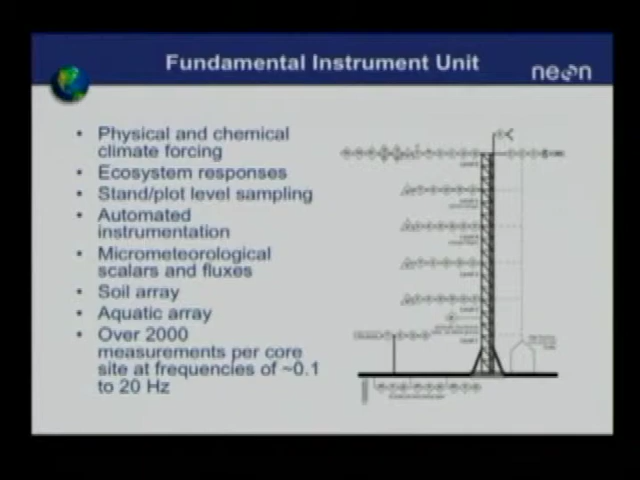 Fundamental Instrument Unit
neon
• Physical and chemical
climate forcing
• Ecosystem responses
• Stand/plot level sampling
• Automated
instrumentation
• Micrometeorological
scalars and fluxes
• Soil array
• Aquatic array
• Over 2000
measurements per core
site at frequencies of ~0.1
to 20 Hz